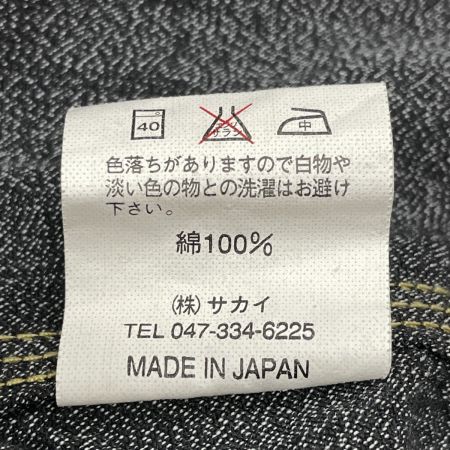 40 エンソ サラシ 中
色落ちがありますので白物や
淡い色の物との洗濯はお避け
下さい。
綿100%
(株) サカイ
TEL 047-334-6225
MADE IN JAPAN